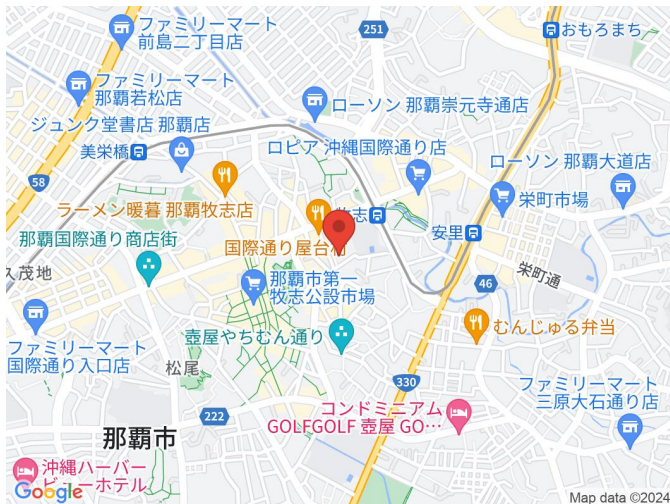 ファミリーマート
前島二丁目店
251
おもろまち
ファミリーマート
那覇若松店
ローソン 那覇崇元寺通店
ジュンク堂書店 那覇店
美栄橋
ロピア 沖縄国際通り店
ローソン 那覇大道店
58
ラーメン暖暮 那覇牧志店
牧志
栄町市場
那覇国際通り商店街
国際通り屋台村
安里
久茂地
栄町通
那覇市第一
牧志公設市場
46
むんじゅる弁当
ファミリーマート
国際通り入口店
壺屋やちむん通り
松尾
330
ファミリーマート
三原大石通り店
222
コンドミニアム
GOLFGOLF 壺屋 GO…
那覇市
沖縄ハーバー
ビューホテル
Google
Map data ©2024